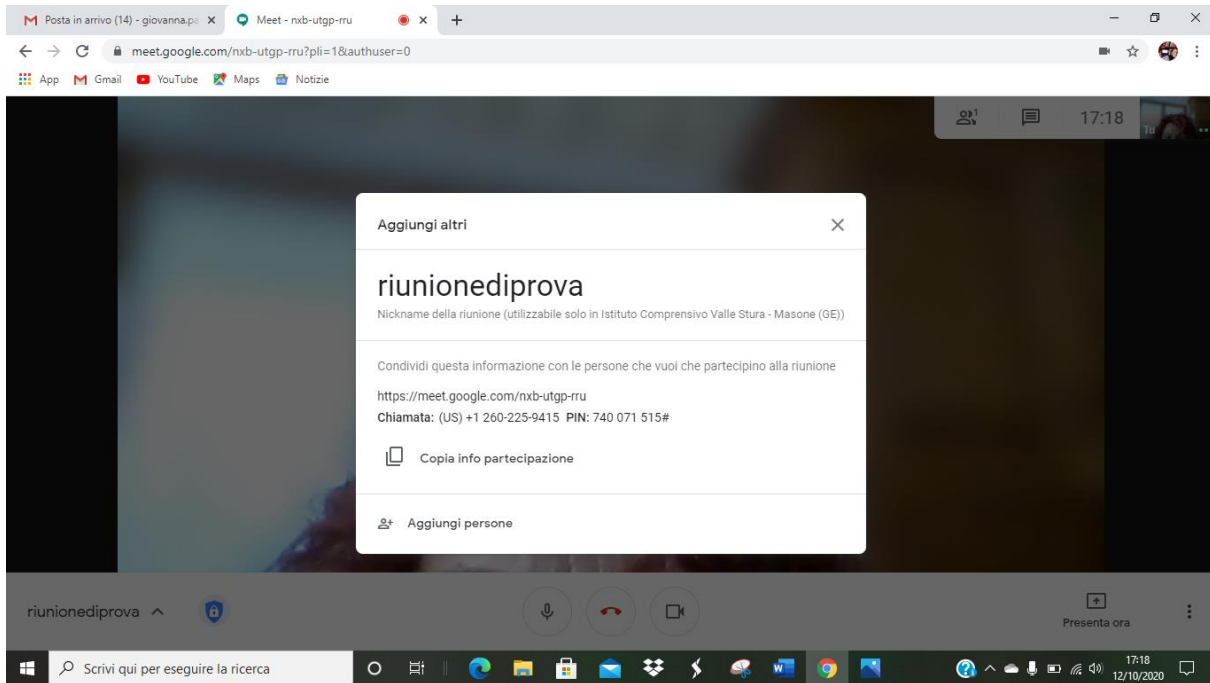 Posta in arrivo (14) - giovanna.pa
Meet - nxb-utgp-rru
meet.google.com/nxb-utgp-rru?pli=1&authuser=0
App Gmail YouTube Maps Notizie
1 17:18
Tu
Aggiungi altri
riunionediprova
Nickname della riunione (utilizzabile solo in Istituto Comprensivo Valle Stura - Masone (GE))
Condividi questa informazione con le persone che vuoi che partecipino alla riunione
https://meet.google.com/nxb-utgp-rru
Chiamata: (US) +1 260-225-9415 PIN: 740 071 515#
Copia info partecipazione
Aggiungi persone
riunionediprova
Presenta ora
Scrivi qui per eseguire la ricerca
17:18
12/10/2020